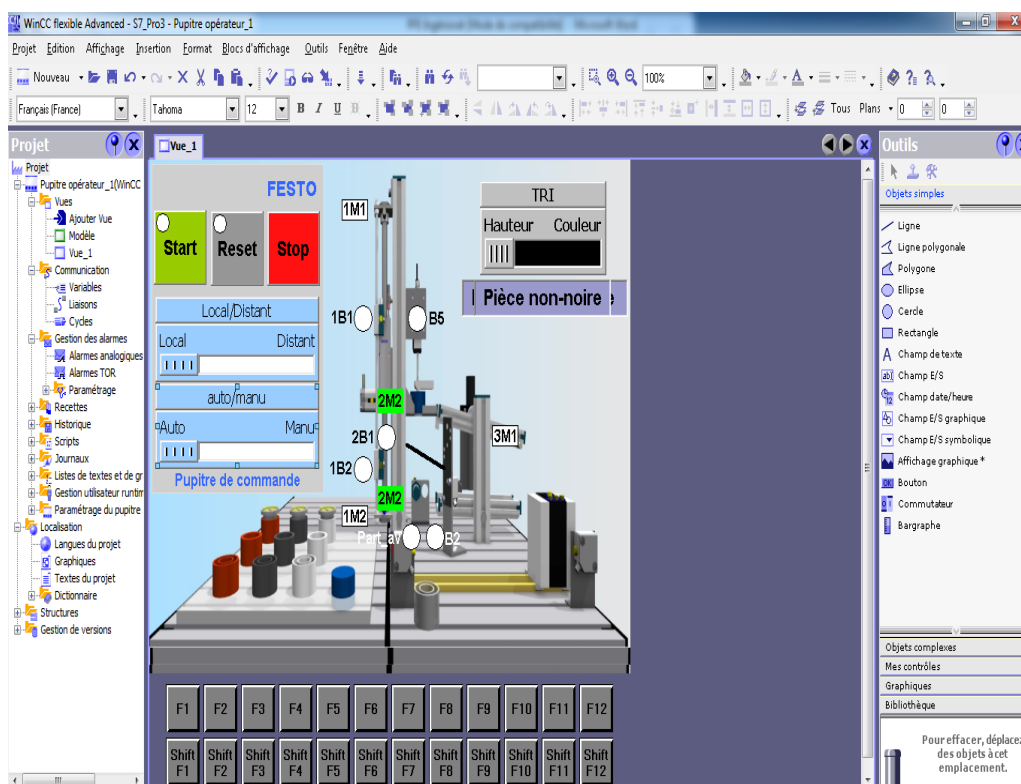 WinCC flexible Advanced - S7_Pro3 - Pupitre opérateur_1
Projet Edition Affichage Insertion Format Blocs d'affichage Outils Fenêtre Aide
Nouveau 100%
Français (France) Tahoma 12 B I U Tous Plans 0 0
Projet
Projet
Pupitre opérateur_1(WinCC
Vues
Ajouter Vue
Modèle
Vue_1
Communication
Variables
Liaisons
Cycles
Gestion des alarmes
Alarmes analogiques
Alarmes TOR
Paramétrage
Recettes
Historique
Scripts
Journaux
Listes de textes et de gr
Gestion utilisateur runtim
Paramétrage du pupitre
Localisation
Langues du projet
Graphiques
Textes du projet
Dictionnaire
Structures
Gestion de versions
Vue_1
FESTO
Start Reset Stop
Local/Distant
Local Distant
auto/manu
Auto Manu
Pupitre de commande
1M1
1B1
B5
2M2
2B1
3M1
1B2
2M2
1M2
Part_av
B2
TRI
Hauteur Couleur
Pièce non-noire
F1 F2 F3 F4 F5 F6 F7 F8 F9 F10 F11 F12
Shift F1 Shift F2 Shift F3 Shift F4 Shift F5 Shift F6 Shift F7 Shift F8 Shift F9 Shift F10 Shift F11 Shift F12
Outils
Objets simples
Ligne
Ligne polygonale
Polygone
Ellipse
Cercle
Rectangle
A Champ de texte
Champ E/S
Champ date/heure
Champ E/S graphique
Champ E/S symbolique
Affichage graphique *
OK Bouton
Commutateur
Bargraphe
Objets complexes
Mes contrôles
Graphiques
Bibliothèque
Pour effacer, déplacez
des objets à cet
emplacement.